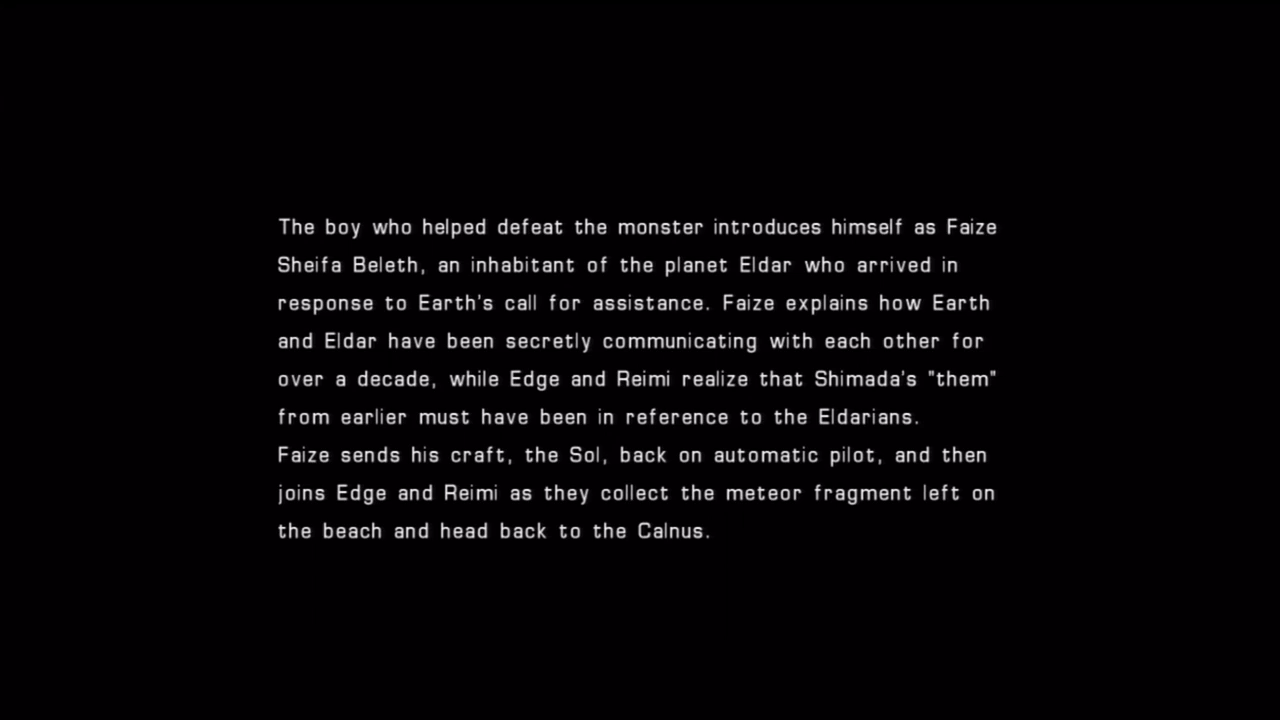 The boy who helped defeat the monster introduces himself as Faize
Sheifa Beleth, an inhabitant of the planet Eldar who arrived in
response to Earth's call for assistance. Faize explains how Earth
and Eldar have been secretly communicating with each other for
over a decade, while Edge and Reimi realize that Shimada's "them"
from earlier must have been in reference to the Eldarians.
Faize sends his craft, the Sol, back on automatic pilot, and then
joins Edge and Reimi as they collect the meteor fragment left on
the beach and head back to the Calnus.